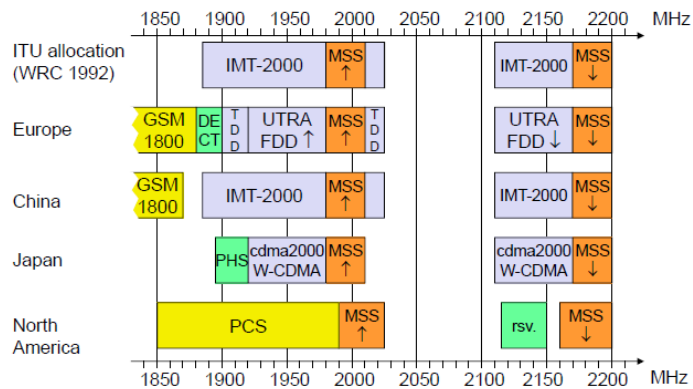 1850 1900 1950 2000 2050 2100 2150 2200 MHz
ITU allocation
(WRC 1992)
IMT-2000
MSS
↑
IMT-2000
MSS
↓
Europe
GSM
1800
DE
CT
T
D
D
UTRA
FDD ↑
MSS
↑
T
D
D
UTRA
FDD ↓
MSS
↓
China
GSM
1800
IMT-2000
MSS
↑
IMT-2000
MSS
↓
Japan
PHS
cdma2000
W-CDMA
MSS
↑
cdma2000
W-CDMA
MSS
↓
North
America
PCS
MSS
↑
rsv.
MSS
↓
1850 1900 1950 2000 2050 2100 2150 2200 MHz